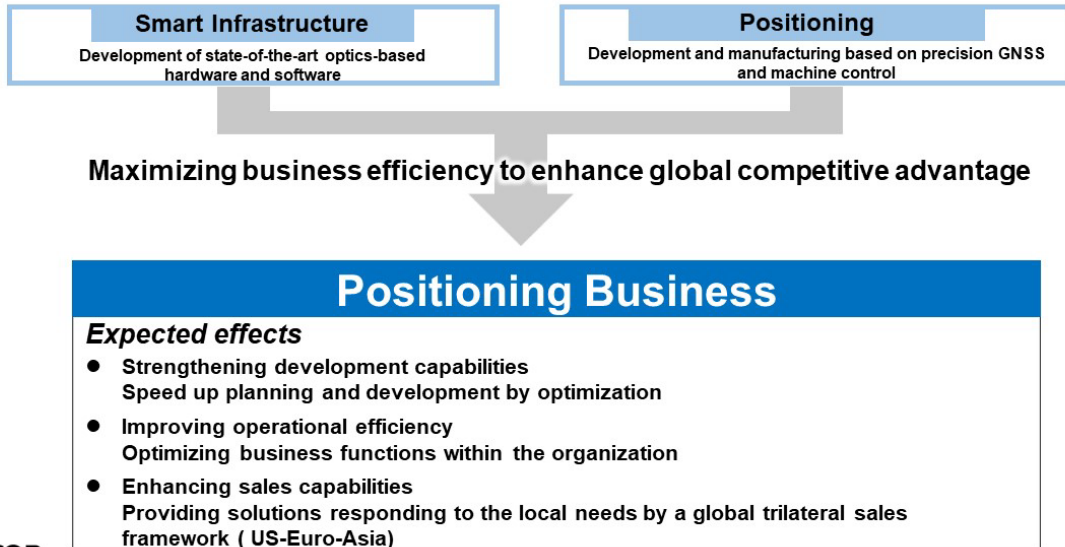 Smart Infrastructure
Development of state-of-the-art optics-based
hardware and software
Positioning
Development and manufacturing based on precision GNSS
and machine control
Maximizing business efficiency to enhance global competitive advantage
Positioning Business
Expected effects
● Strengthening development capabilities
Speed up planning and development by optimization
● Improving operational efficiency
Optimizing business functions within the organization
● Enhancing sales capabilities
Providing solutions responding to the local needs by a global trilateral sales
framework ( US-Euro-Asia)